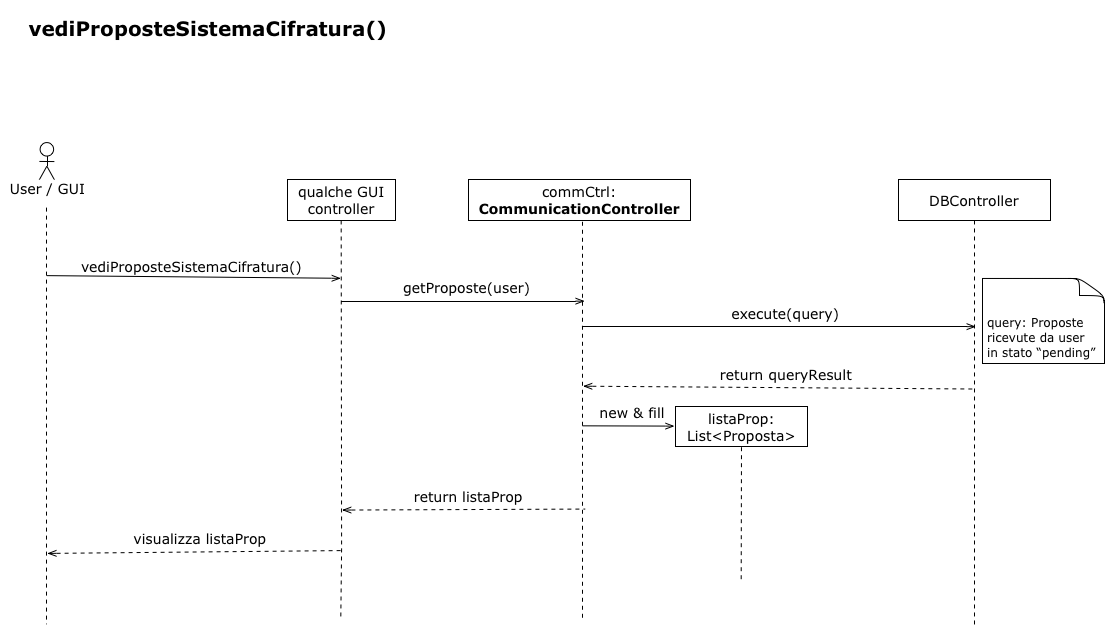 vediProposteSistemaCifratura()
User / GUI
qualche GUI
controller
commCtrl:
CommunicationController
DBController
vediProposteSistemaCifratura()
getProposte(user)
execute(query)
query: Proposte
ricevute da user
in stato “pending”
return queryResult
new & fill
listaProp:
List<Proposta>
return listaProp
visualizza listaProp